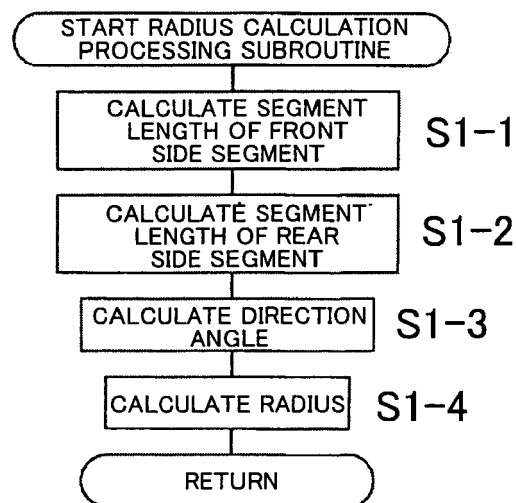 START RADIUS CALCULATION
PROCESSING SUBROUTINE
CALCULATE SEGMENT
LENGTH OF FRONT
SIDE SEGMENT
S1-1
CALCULATE SEGMENT
LENGTH OF REAR
SIDE SEGMENT
S1-2
CALCULATE DIRECTION
ANGLE
S1-3
CALCULATE RADIUS
S1-4
RETURN